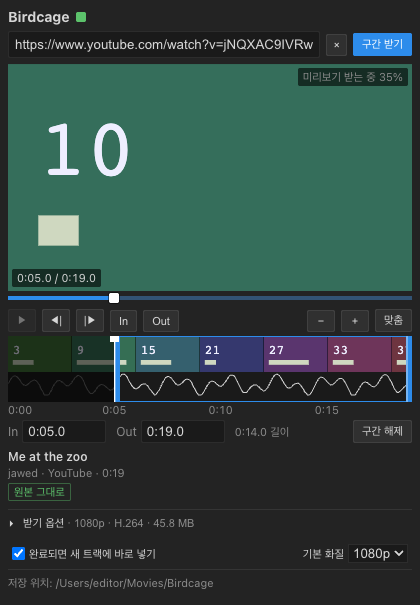 Birdcage
https://www.youtube.com/watch?v=jNQXAC9IVRw × 구간 받기
미리보기 받는 중 35%
10
0:05.0 / 0:19.0
In Out − + 맞춤
3 9 15 21 27 33 3
0:00 0:05 0:10 0:15
In 0:05.0 Out 0:19.0 0:14.0 길이 구간 해제
Me at the zoo
jawed · YouTube · 0:19
원본 그대로
받기 옵션 · 1080p · H.264 · 45.8 MB
완료되면 새 트랙에 바로 넣기 기본 화질 1080p
저장 위치: /Users/editor/Movies/Birdcage